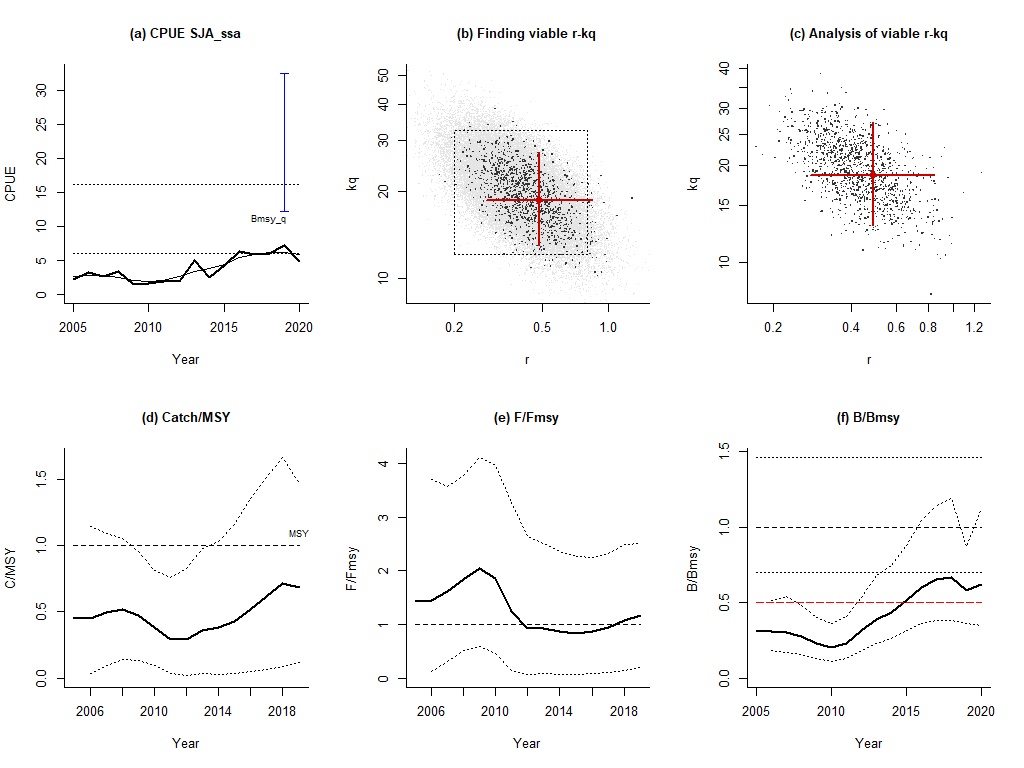 (a) CPUE SJA_ssa
CPUE
0 5 10 15 20 25 30
Bmsy_q
2005 2010 2015 2020
Year
(b) Finding viable r-kq
kq
10 20 30 40 50
0.2 0.5 1.0
r
(c) Analysis of viable r-kq
kq
10 15 20 25 30 40
0.2 0.4 0.6 0.8 1.2
r
(d) Catch/MSY
C/MSY
0.0 0.5 1.0 1.5
MSY
2006 2010 2014 2018
Year
(e) F/Fmsy
F/Fmsy
0 1 2 3 4
2006 2010 2014 2018
Year
(f) B/Bmsy
B/Bmsy
0.0 0.5 1.0 1.5
2005 2010 2015 2020
Year